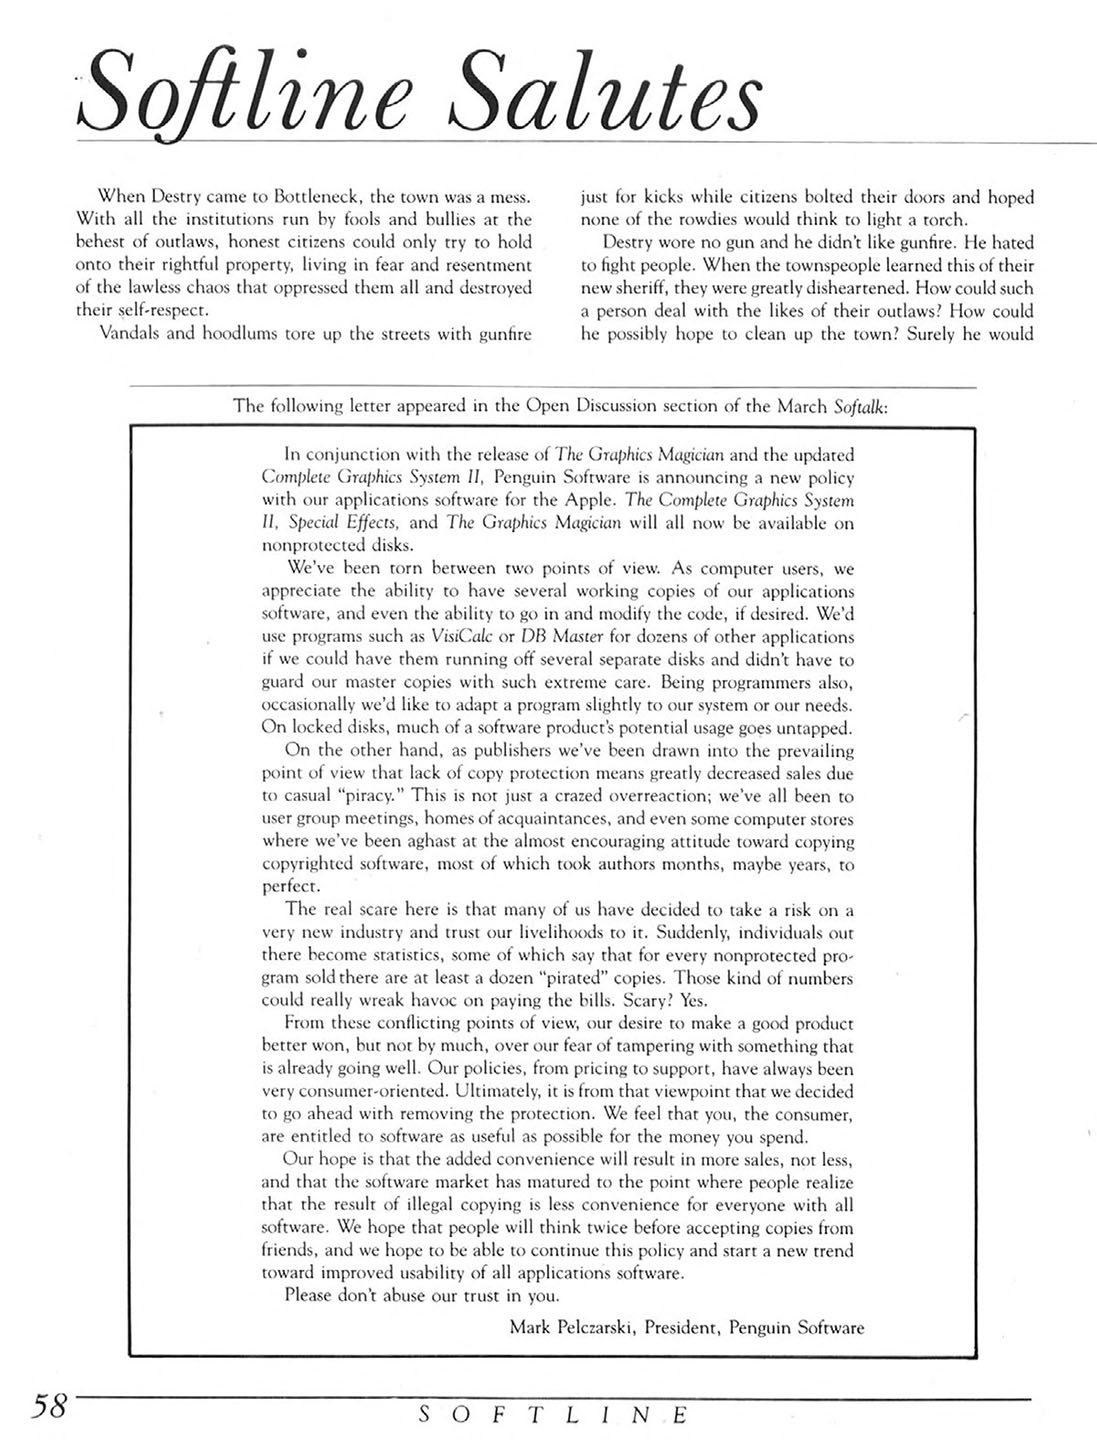 Softline Salutes
When Destry came to Bottleneck, the town was a mess.
With all the institutions run by fools and bullies at the
behest of outlaws, honest citizens could only try to hold
onto their rightful property, living in fear and resentment
of the lawless chaos that oppressed them all and destroyed
their self-respect.
Vandals and hoodlums tore up the streets with gunfire
just for kicks while citizens bolted their doors and hoped
none of the rowdies would think to light a torch.
Destry wore no gun and he didn't like gunfire. He hated
to fight people. When the townspeople learned this of their
new sheriff, they were greatly disheartened. How could such
a person deal with the likes of their outlaws? How could
he possibly hope to clean up the town? Surely he would
The following letter appeared in the Open Discussion section of the March Softalk:
In conjunction with the release of The Graphics Magician and the updated
Complete Graphics System II, Penguin Software is announcing a new policy
with our applications software for the Apple. The Complete Graphics System
II, Special Effects, and The Graphics Magician will all now be available on
nonprotected disks.
We've been torn between two points of view. As computer users, we
appreciate the ability to have several working copies of our applications
software, and even the ability to go in and modify the code, if desired. We'd
use programs such as VisiCalc or DB Master for dozens of other applications
if we could have them running off several separate disks and didn't have to
guard our master copies with such extreme care. Being programmers also,
occasionally we'd like to adapt a program slightly to our system or our needs.
On locked disks, much of a software product's potential usage goes untapped.
On the other hand, as publishers we've been drawn into the prevailing
point of view that lack of copy protection means greatly decreased sales due
to casual "piracy." This is not just a crazed overreaction; we've all been to
user group meetings, homes of acquaintances, and even some computer stores
where we've been aghast at the almost encouraging attitude toward copying
copyrighted software, most of which took authors months, maybe years, to
perfect.
The real scare here is that many of us have decided to take a risk on a
very new industry and trust our livelihoods to it. Suddenly, individuals out
there become statistics, some of which say that for every nonprotected pro-
gram sold there are at least a dozen "pirated" copies. Those kind of numbers
could really wreak havoc on paying the bills. Scary? Yes.
From these conflicting points of view, our desire to make a good product
better won, but not by much, over our fear of tampering with something that
is already going well. Our policies, from pricing to support, have always been
very consumer-oriented. Ultimately, it is from that viewpoint that we decided
to go ahead with removing the protection. We feel that you, the consumer,
are entitled to software as useful as possible for the money you spend.
Our hope is that the added convenience will result in more sales, not less,
and that the software market has matured to the point where people realize
that the result of illegal copying is less convenience for everyone with all
software. We hope that people will think twice before accepting copies from
friends, and we hope to be able to continue this policy and start a new trend
toward improved usability of all applications software.
Please don't abuse our trust in you.
Mark Pelczarski, President, Penguin Software
58
SOFTLINE